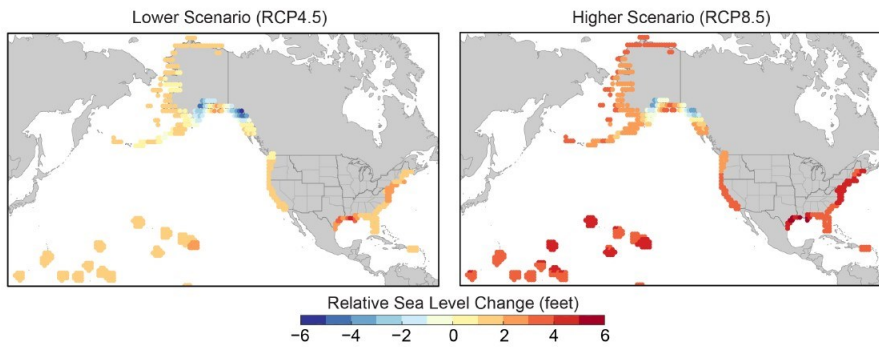 Lower Scenario (RCP4.5)
Higher Scenario (RCP8.5)
Relative Sea Level Change (feet)
−6 −4 −2 0 2 4 6